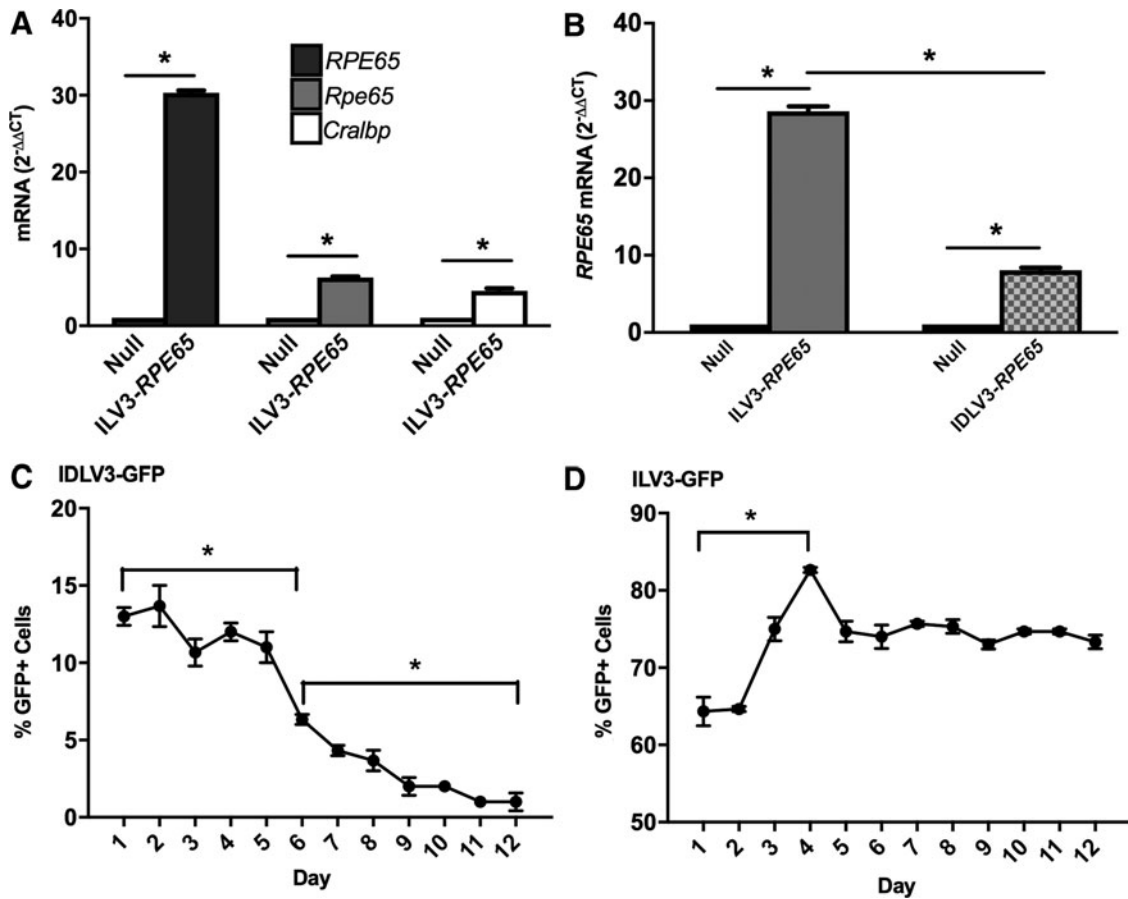 A
mRNA (2-ΔΔCT)
40
30
20
10
0
*
*
*
RPE65
Rpe65
Cralbp
Null
ILV3-RPE65
Null
ILV3-RPE65
Null
ILV3-RPE65
B
RPE65 mRNA (2-ΔΔCT)
40
30
20
10
0
*
*
*
Null
ILV3-RPE65
Null
IDLV3-RPE65
C
IDLV3-GFP
% GFP+ Cells
20
15
10
5
0
*
*
1 2 3 4 5 6 7 8 9 10 11 12
Day
D
ILV3-GFP
% GFP+ Cells
90
80
70
60
50
*
1 2 3 4 5 6 7 8 9 10 11 12
Day